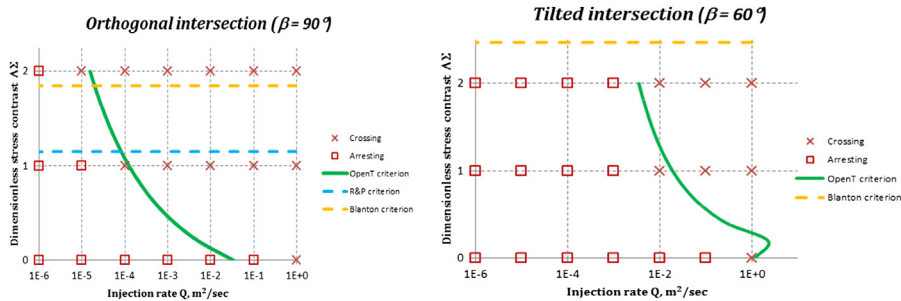 Orthogonal intersection (β= 90°)
Dimensionless stress contrast ΛΣ
2
1
0
1E-6 1E-5 1E-4 1E-3 1E-2 1E-1 1E+0
Injection rate Q, m²/sec
Crossing
Arresting
OpenT criterion
R&P criterion
Blanton criterion
Tilted intersection (β= 60°)
Dimensionless stress contrast ΛΣ
2
1
0
1E-6 1E-4 1E-2 1E+0
Injection rate Q, m²/sec
Crossing
Arresting
OpenT criterion
Blanton criterion